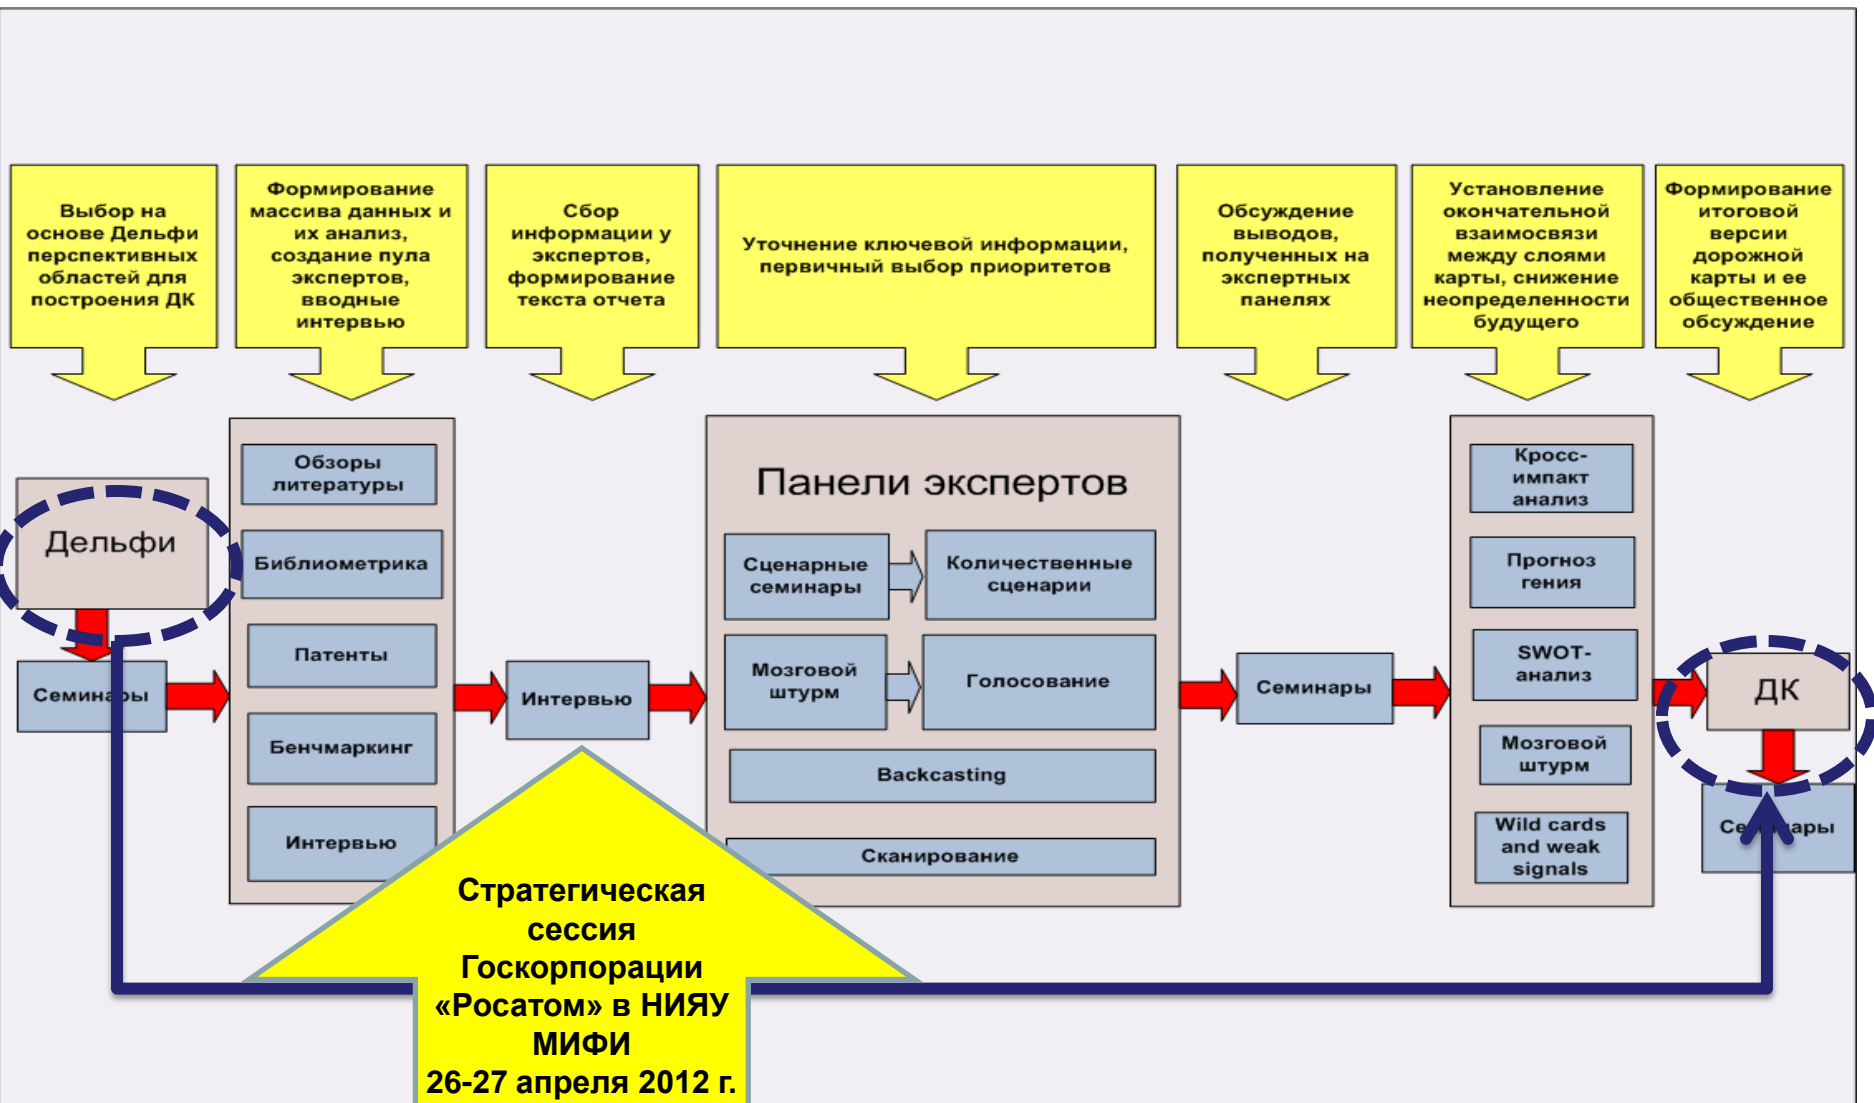 Выбор на
основе Дельфи
перспективных
областей для
построения ДК
Формирование
массива данных и
их анализ,
создание пула
экспертов,
вводные
интервью
Сбор
информации у
экспертов,
формирование
текста отчета
Уточнение ключевой информации,
первичный выбор приоритетов
Обсуждение
выводов,
полученных на
экспертных
панелях
Установление
окончательной
взаимосвязи
между слоями
карты, снижение
неопределенности
будущего
Формирование
итоговой
версии
дорожной
карты и ее
общественное
обсуждение
Дельфи
Семинары
Обзоры
литературы
Библиометрика
Патенты
Бенчмаркинг
Интервью
Интервью
Панели экспертов
Сценарные
семинары
Количественные
сценарии
Мозговой
штурм
Голосование
Backcasting
Сканирование
Семинары
Кросс-
импакт
анализ
Прогноз
гения
SWOT-
анализ
Мозговой
штурм
Wild cards
and weak
signals
ДК
Семинары
Стратегическая
сессия
Госкорпорации
«Росатом» в НИЯУ
МИФИ
26-27 апреля 2012 г.